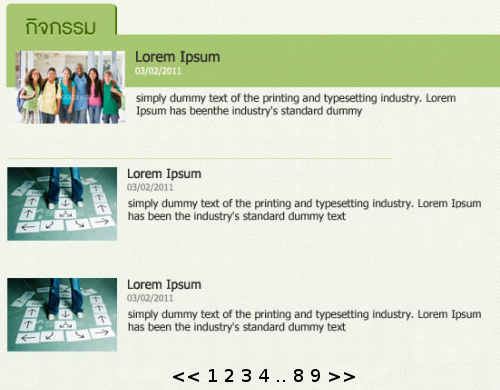 กิจกรรม
Lorem Ipsum
03/02/2011
simply dummy text of the printing and typesetting industry. Lorem
Ipsum has beenthe industry's standard dummy
Lorem Ipsum
03/02/2011
simply dummy text of the printing and typesetting industry. Lorem Ipsum
has been the industry's standard dummy text
Lorem Ipsum
03/02/2011
simply dummy text of the printing and typesetting industry. Lorem Ipsum
has been the industry's standard dummy text
<< 1 2 3 4 .. 8 9 >>